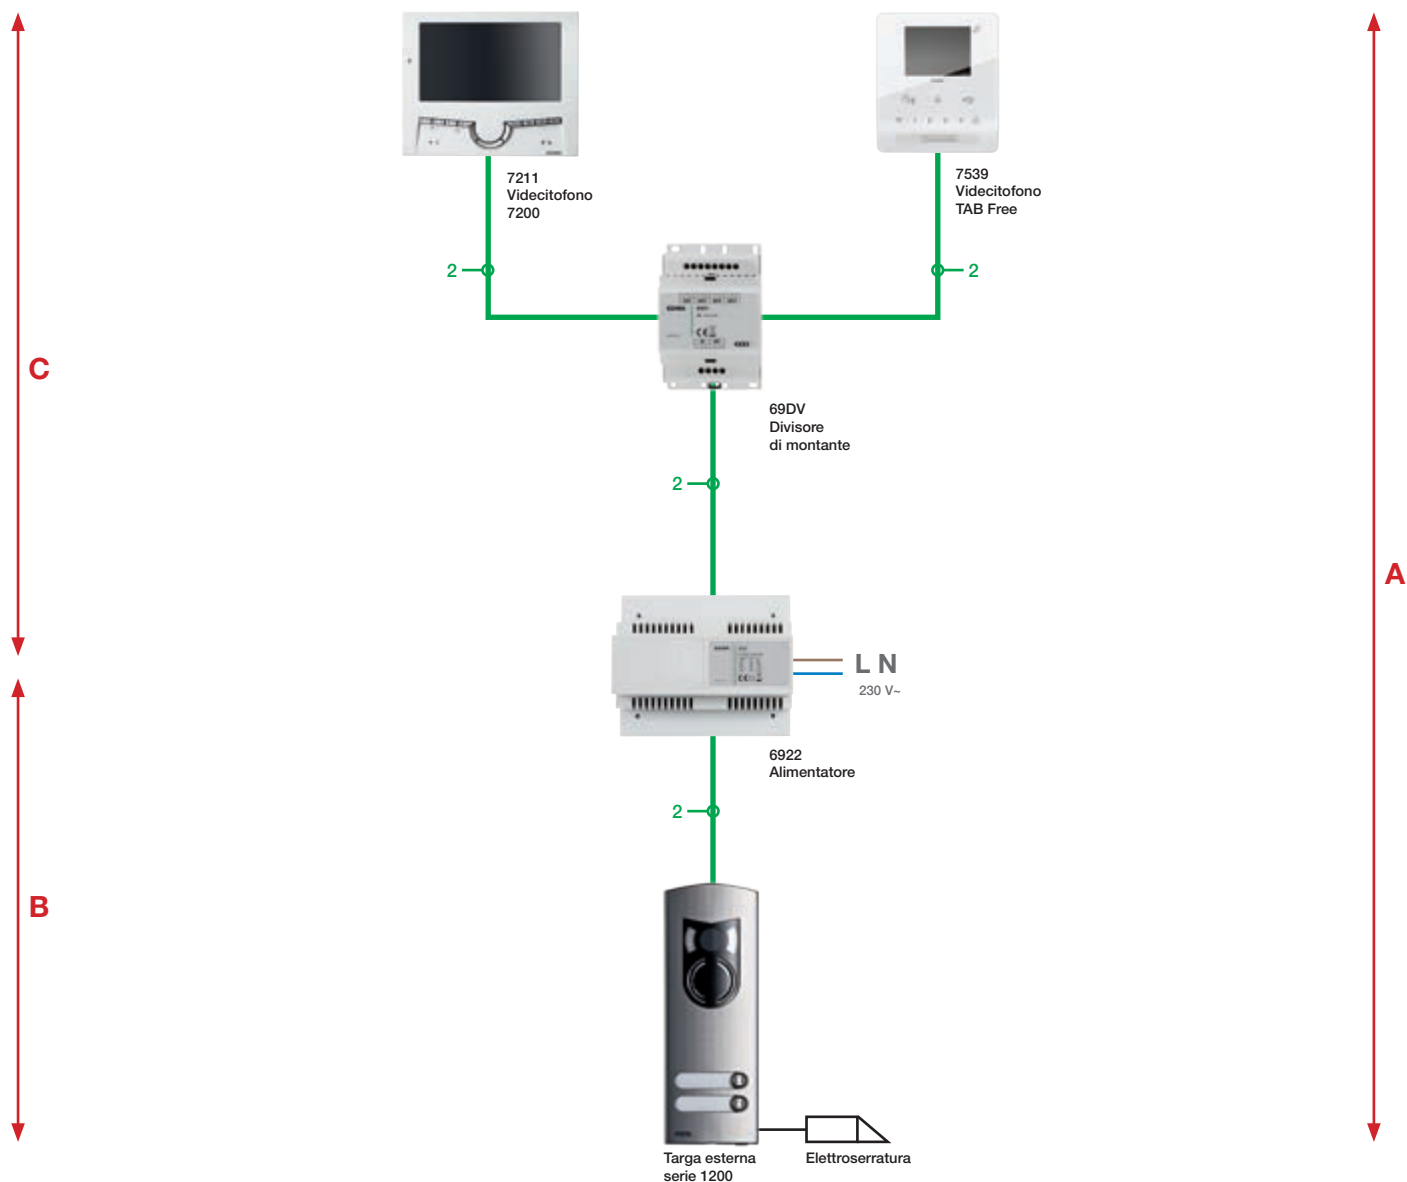 7211
Videcitofono
7200
7539
Videcitofono
TAB Free
2
2
C
69DV
Divisore
di montante
2
A
L N
230 V~
6922
Alimentatore
2
B
Targa esterna
serie 1200
Elettroserratura